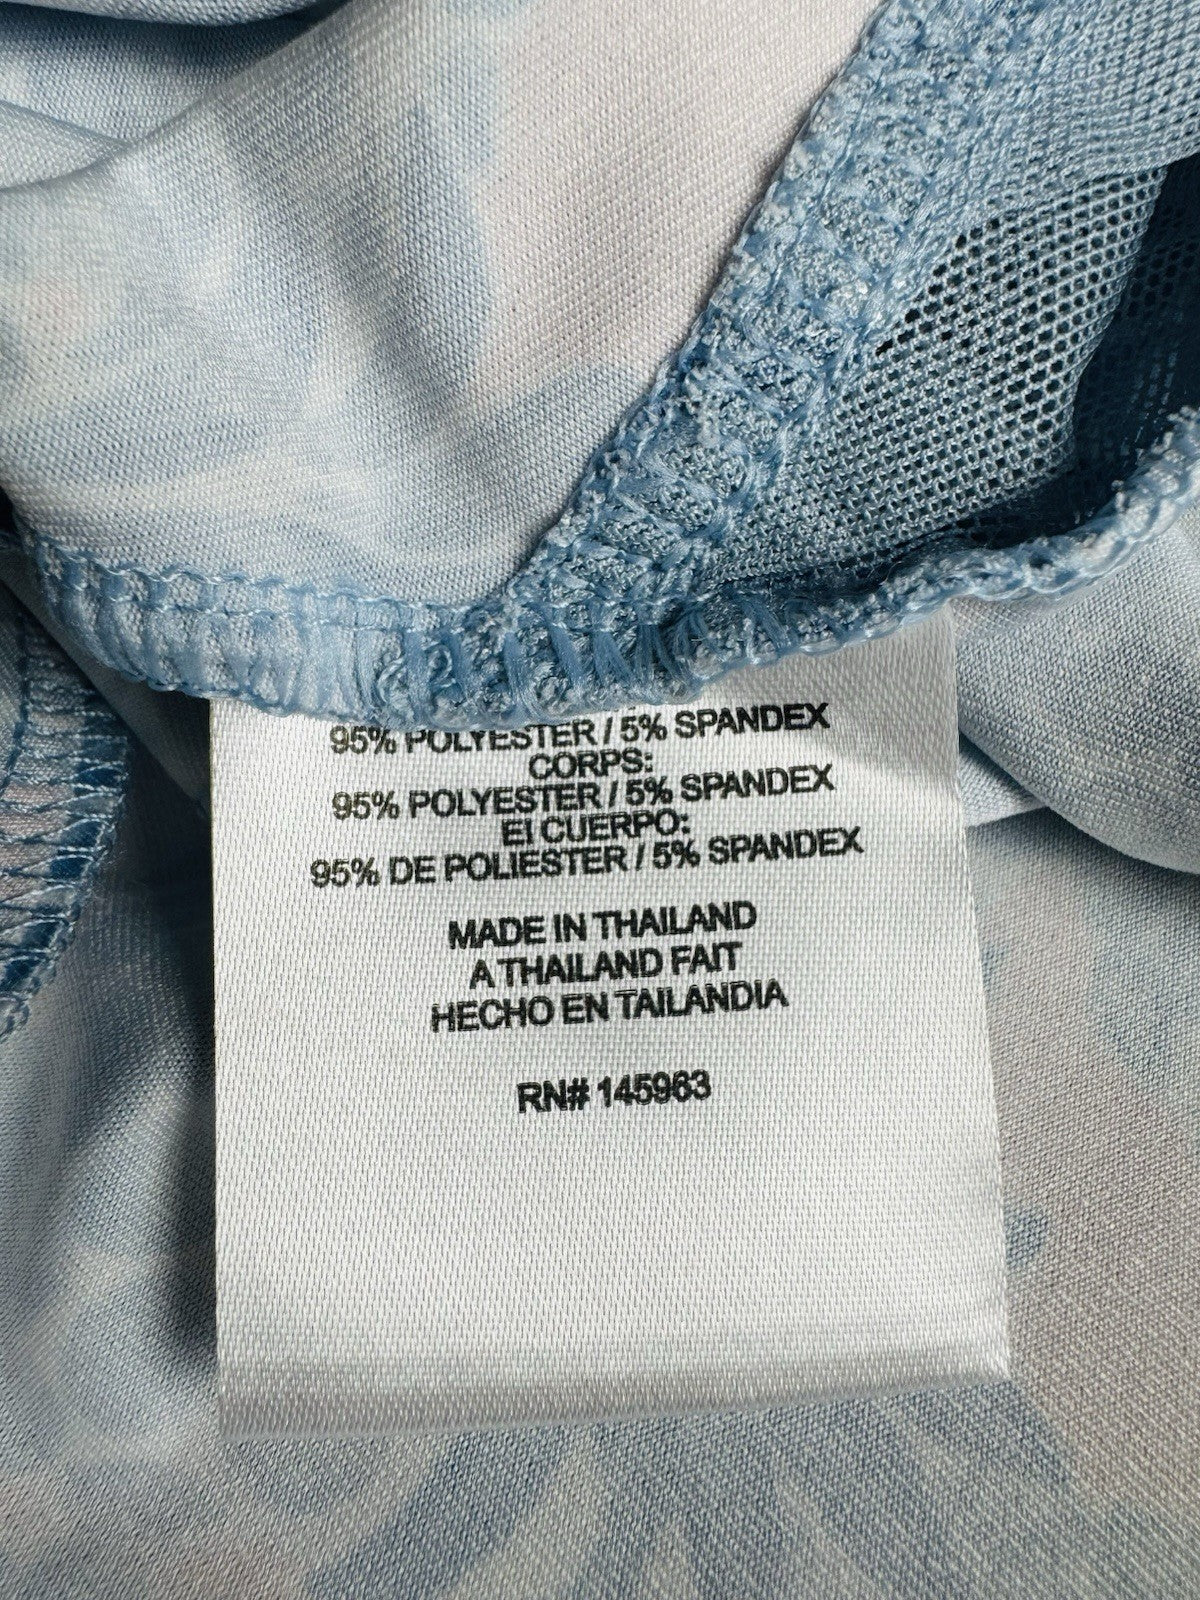 95% POLYESTER / 5% SPANDEX
CORPS:
95% POLYESTER / 5% SPANDEX
El CUERPO:
95% DE POLIESTER / 5% SPANDEX
MADE IN THAILAND
A THAILAND FAIT
HECHO EN TAILANDIA
RN# 145963